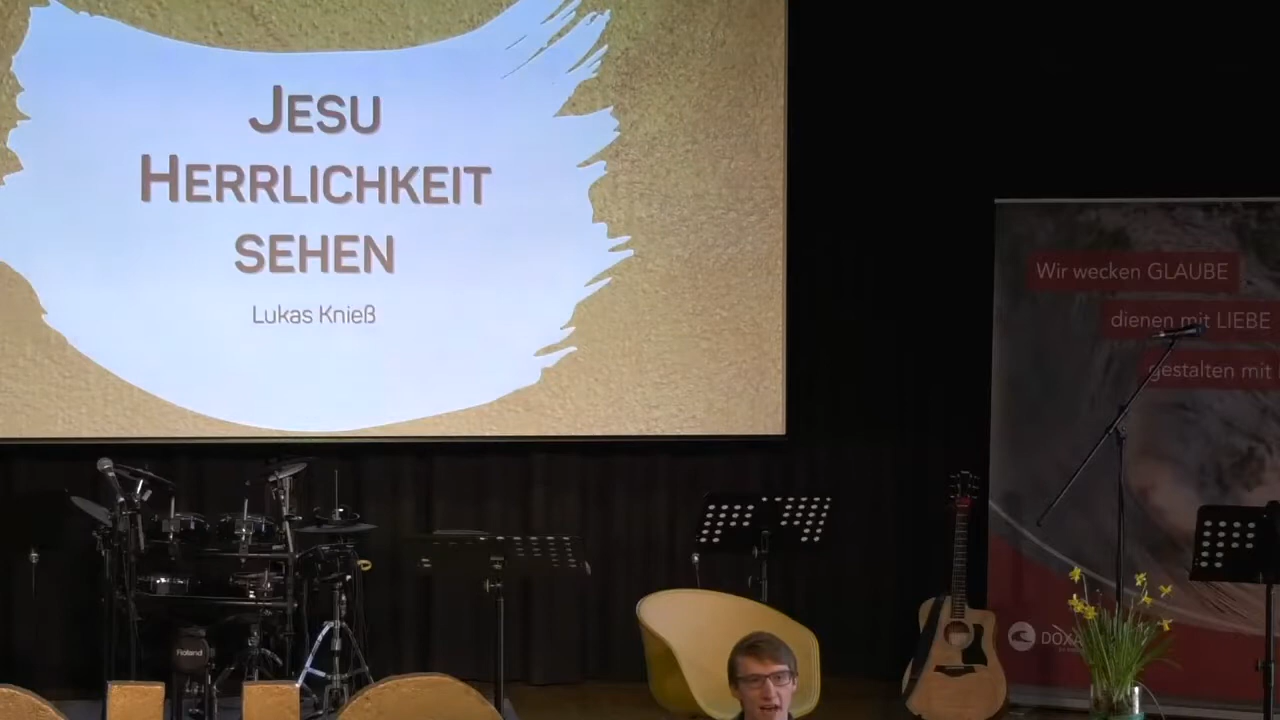 JESU
HERRLICHKEIT
SEHEN
Lukas Knieß
Wir wecken GLAUBE
dienen mit LIEBE
gestalten mit
Roland